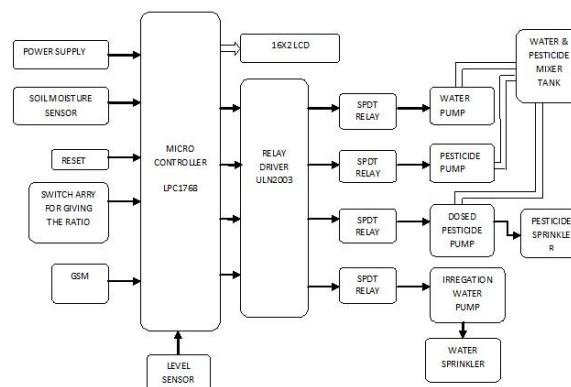 POWER SUPPLY
SOIL MOISTURE
SENSOR
RESET
SWITCH ARRY
FOR GIVING
THE RATIO
GSM
MICRO
CONTROLLER
LPC1768
LEVEL
SENSOR
16X2 LCD
RELAY
DRIVER
ULN2003
SPDT
RELAY
SPDT
RELAY
SPDT
RELAY
SPDT
RELAY
WATER
PUMP
PESTICIDE
PUMP
DOSED
PESTICIDE
PUMP
IRREGATION
WATER
PUMP
WATER
SPRINKLER
WATER &
PESTICIDE
MIXER
TANK
PESTICIDE
SPRINKLE
R